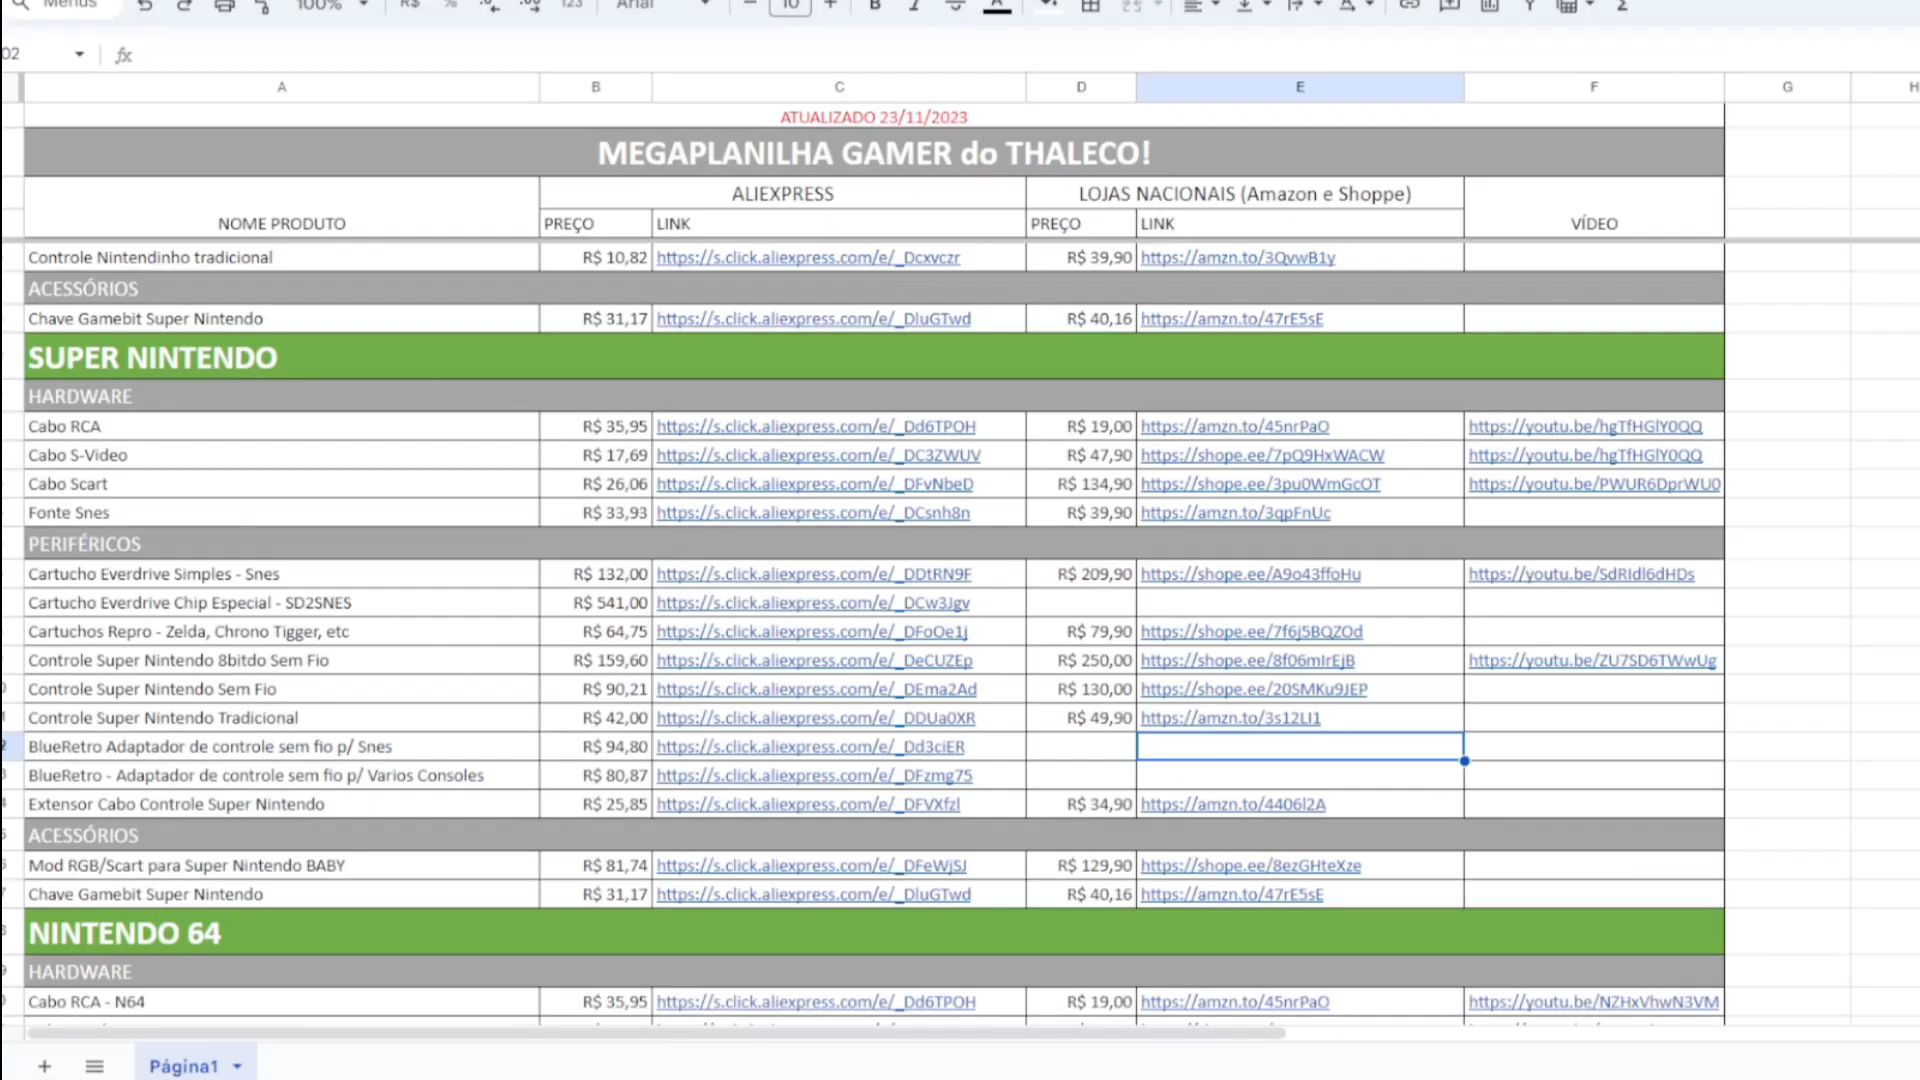 Menus 100% R$ % 123 Arial 10
02
A B C D E F G H
ATUALIZADO 23/11/2023
MEGAPLANILHA GAMER do THALECO!
ALIEXPRESS LOJAS NACIONAIS (Amazon e Shoppe)
NOME PRODUTO PREÇO LINK PREÇO LINK VÍDEO
Controle Nintendinho tradicional R$ 10,82 https://s.click.aliexpress.com/e/_Dcxvczr R$ 39,90 https://amzn.to/3QvwB1y
ACESSÓRIOS
Chave Gamebit Super Nintendo R$ 31,17 https://s.click.aliexpress.com/e/_DluGTwd R$ 40,16 https://amzn.to/47rE5sE
SUPER NINTENDO
HARDWARE
Cabo RCA R$ 35,95 https://s.click.aliexpress.com/e/_Dd6TPOH R$ 19,00 https://amzn.to/45nrPaO https://youtu.be/hgTfHGlY0QQ
Cabo S-Video R$ 17,69 https://s.click.aliexpress.com/e/_DC3ZWUV R$ 47,90 https://shope.ee/7pQ9HxWACW https://youtu.be/hgTfHGlY0QQ
Cabo Scart R$ 26,06 https://s.click.aliexpress.com/e/_DFvNbeD R$ 134,90 https://shope.ee/3pu0WmGcOT https://youtu.be/PWUR6DprWU0
Fonte Snes R$ 33,93 https://s.click.aliexpress.com/e/_DCsnh8n R$ 39,90 https://amzn.to/3qpFnUc
PERIFÉRICOS
Cartucho Everdrive Simples - Snes R$ 132,00 https://s.click.aliexpress.com/e/_DDtRN9F R$ 209,90 https://shope.ee/A9o43ffoHu https://youtu.be/SdRIdl6dHDs
Cartucho Everdrive Chip Especial - SD2SNES R$ 541,00 https://s.click.aliexpress.com/e/_DCw3Jgv
Cartuchos Repro - Zelda, Chrono Tigger, etc R$ 64,75 https://s.click.aliexpress.com/e/_DFoOe1j R$ 79,90 https://shope.ee/7f6j5BQZOd
Controle Super Nintendo 8bitdo Sem Fio R$ 159,60 https://s.click.aliexpress.com/e/_DeCUZEp R$ 250,00 https://shope.ee/8f06mIrEjB https://youtu.be/ZU7SD6TWwUg
Controle Super Nintendo Sem Fio R$ 90,21 https://s.click.aliexpress.com/e/_DEma2Ad R$ 130,00 https://shope.ee/20SMKu9JEP
Controle Super Nintendo Tradicional R$ 42,00 https://s.click.aliexpress.com/e/_DDUa0XR R$ 49,90 https://amzn.to/3s12LI1
BlueRetro Adaptador de controle sem fio p/ Snes R$ 94,80 https://s.click.aliexpress.com/e/_Dd3ciER
BlueRetro - Adaptador de controle sem fio p/ Varios Consoles R$ 80,87 https://s.click.aliexpress.com/e/_DFzmg75
Extensor Cabo Controle Super Nintendo R$ 25,85 https://s.click.aliexpress.com/e/_DFVXfzl R$ 34,90 https://amzn.to/4406l2A
ACESSÓRIOS
Mod RGB/Scart para Super Nintendo BABY R$ 81,74 https://s.click.aliexpress.com/e/_DFeWjSJ R$ 129,90 https://shope.ee/8ezGHteXze
Chave Gamebit Super Nintendo R$ 31,17 https://s.click.aliexpress.com/e/_DluGTwd R$ 40,16 https://amzn.to/47rE5sE
NINTENDO 64
HARDWARE
Cabo RCA - N64 R$ 35,95 https://s.click.aliexpress.com/e/_Dd6TPOH R$ 19,00 https://amzn.to/45nrPaO https://youtu.be/NZHxVhwN3VM
Página1